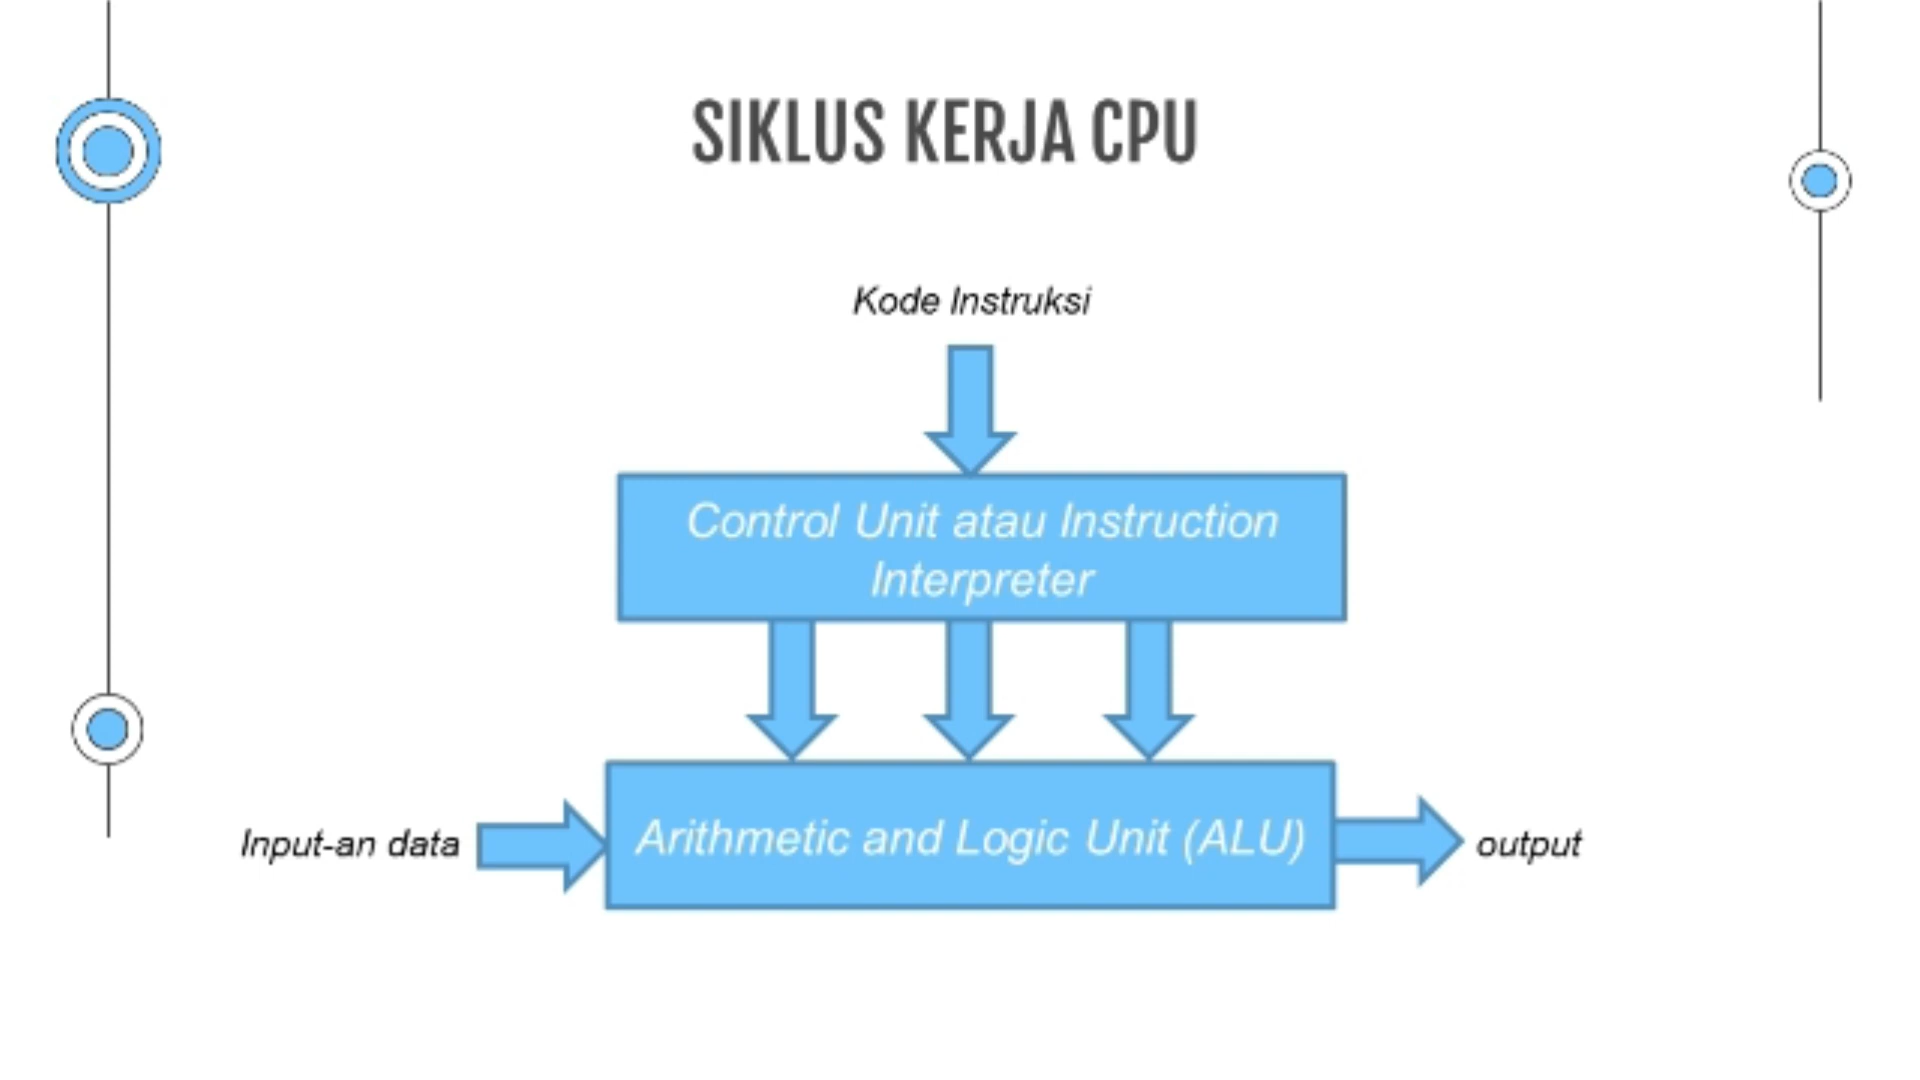 SIKLUS KERJA CPU
Kode Instruksi
Control Unit atau Instruction
Interpreter
Input-an data
Arithmetic and Logic Unit (ALU)
output